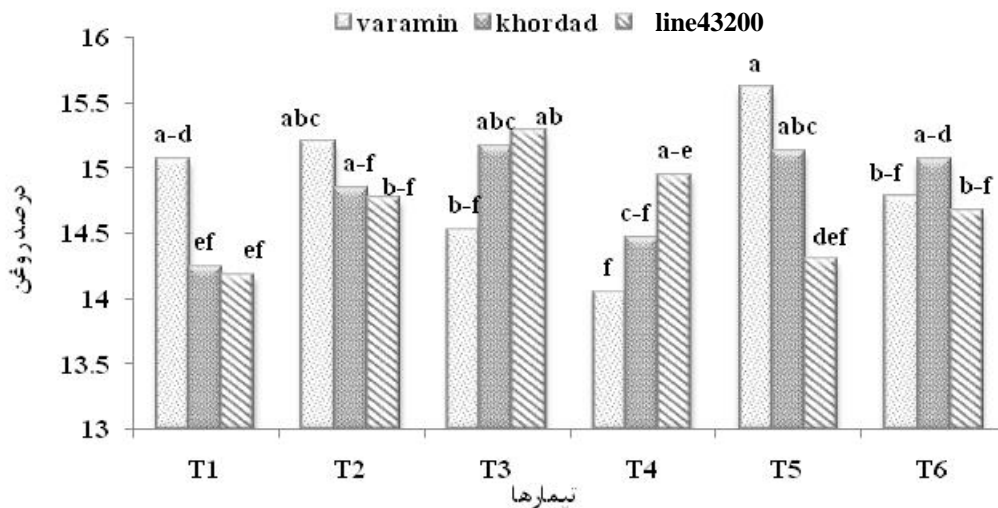 varamin khordad line43200
16
15.5
15
14.5
14
13.5
13
درصد روغن
a-d
ef
ef
abc
a-f
b-f
b-f
abc
ab
f
c-f
a-e
a
abc
def
b-f
a-d
b-f
T1 T2 T3 T4 T5 T6
تیمارها